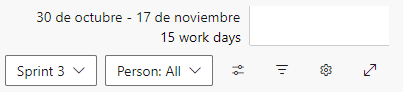 30 de octubre - 17 de noviembre
15 work days
Sprint 3 Person: All